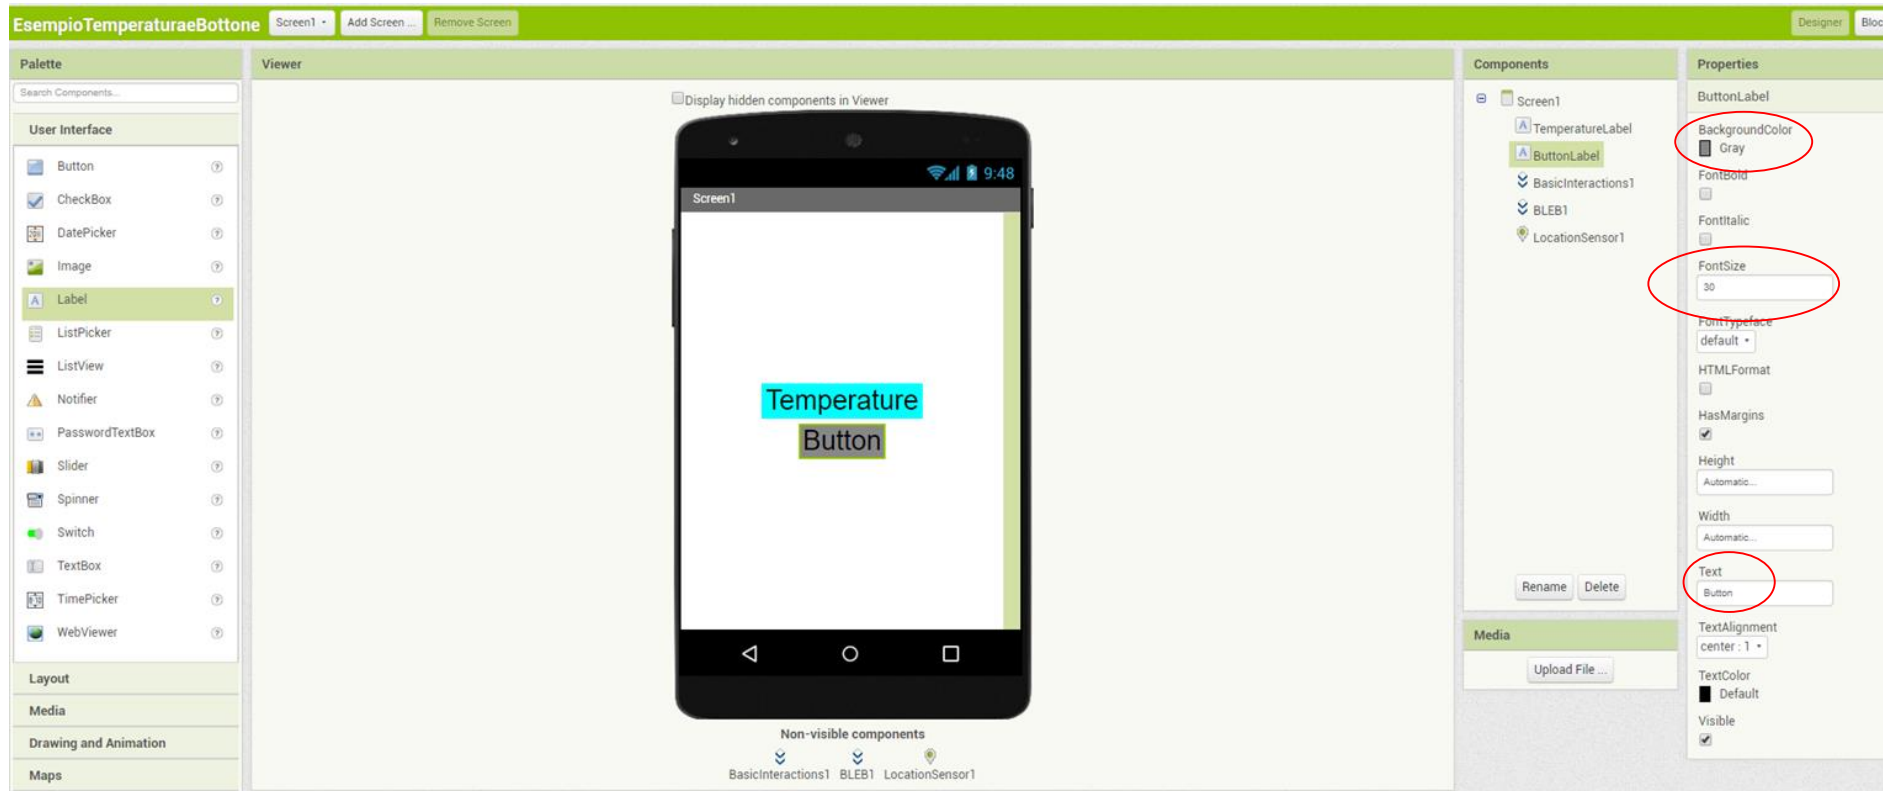 EsempioTemperaturaeBottone Screen1 Add Screen ... Remove Screen Designer Bloc
Palette
Search Components...
User Interface
Button
CheckBox
DatePicker
Image
Label
ListPicker
ListView
Notifier
PasswordTextBox
Slider
Spinner
Switch
TextBox
TimePicker
WebViewer
Layout
Media
Drawing and Animation
Maps
Viewer
Display hidden components in Viewer
9:48
Screen1
Temperature
Button
Non-visible components
BasicInteractions1 BLEB1 LocationSensor1
Components
Screen1
TemperatureLabel
ButtonLabel
BasicInteractions1
BLEB1
LocationSensor1
Rename Delete
Media
Upload File ...
Properties
ButtonLabel
BackgroundColor
Gray
FontBold
FontItalic
FontSize
30
FontTypeface
default
HTMLFormat
HasMargins
Height
Automatic...
Width
Automatic...
Text
Button
TextAlignment
center : 1
TextColor
Default
Visible